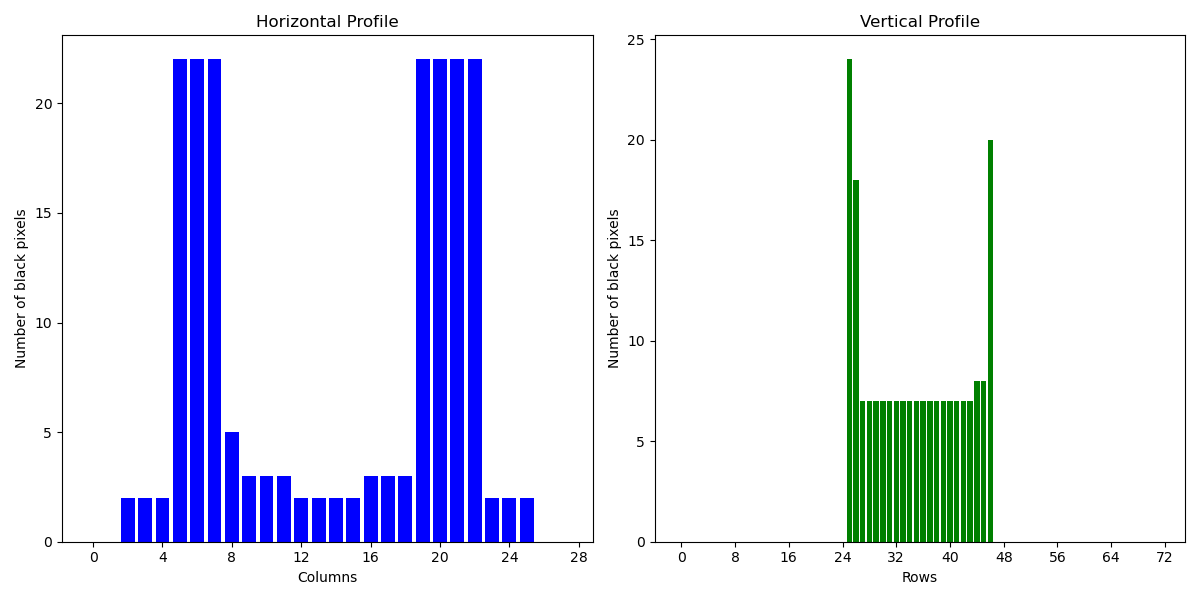 Horizontal Profile
Number of black pixels
20
15
10
5
0
0 4 8 12 16 20 24 28
Columns
Vertical Profile
Number of black pixels
25
20
15
10
5
0
0 8 16 24 32 40 48 56 64 72
Rows